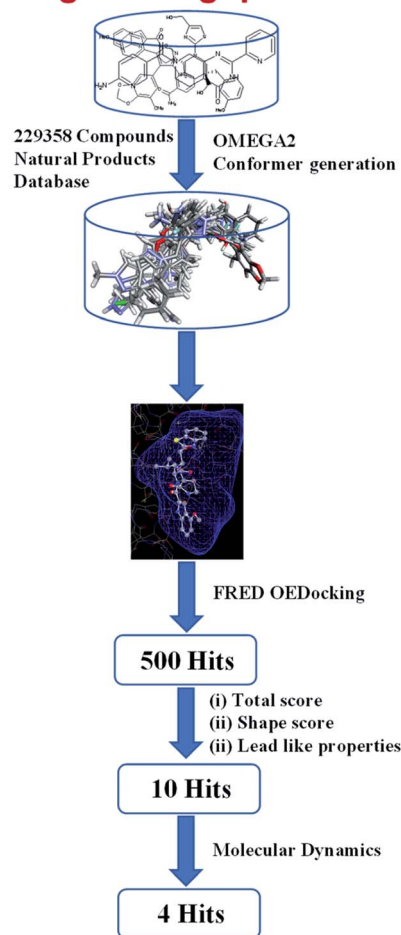 229358 Compounds
Natural Products
Database
OMEGA2
Conformer generation
FRED OEDocking
500 Hits
(i) Total score
(ii) Shape score
(ii) Lead like properties
10 Hits
Molecular Dynamics
4 Hits